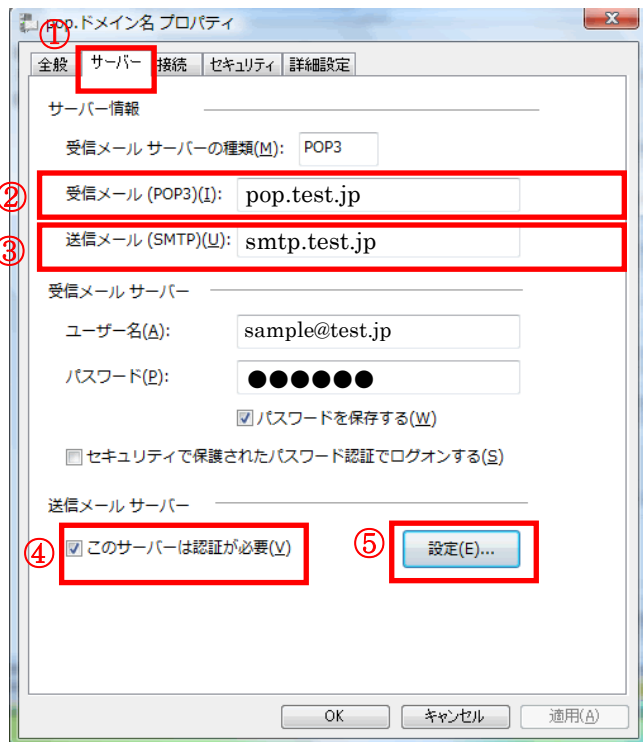 pop.ドメイン名 プロパティ
①
全般 サーバー 接続 セキュリティ 詳細設定
サーバー情報
受信メール サーバーの種類(M): POP3
② 受信メール (POP3)(I): pop.test.jp
③ 送信メール (SMTP)(U): smtp.test.jp
受信メール サーバー
ユーザー名(A): sample@test.jp
パスワード(P): ●●●●●●
パスワードを保存する(W)
セキュリティで保護されたパスワード認証でログオンする(S)
送信メール サーバー
④ このサーバーは認証が必要(V) ⑤ 設定(E)...
OK キャンセル 適用(A)